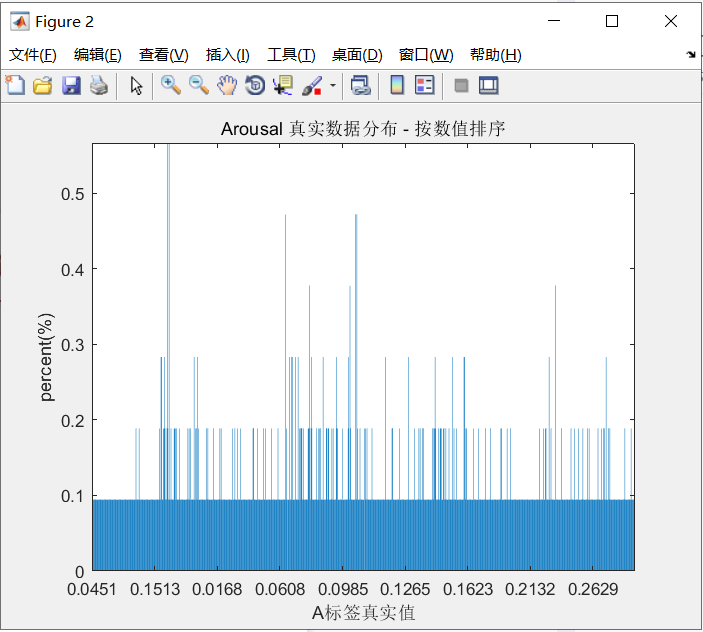 Figure 2
文件(F) 编辑(E) 查看(V) 插入(I) 工具(T) 桌面(D) 窗口(W) 帮助(H)
Arousal 真实数据分布 - 按数值排序
percent(%)
0.5
0.4
0.3
0.2
0.1
0
0.0451 0.1513 0.0168 0.0608 0.0985 0.1265 0.1623 0.2132 0.2629
A标签真实值